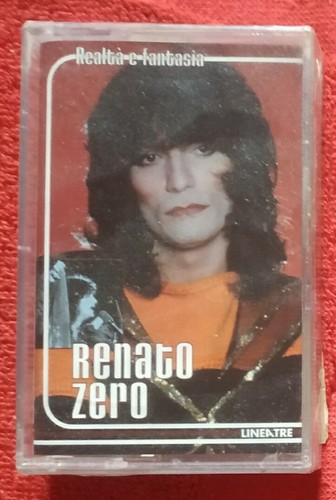 Realtà e fantasia
Renato
zero
LINEATRE